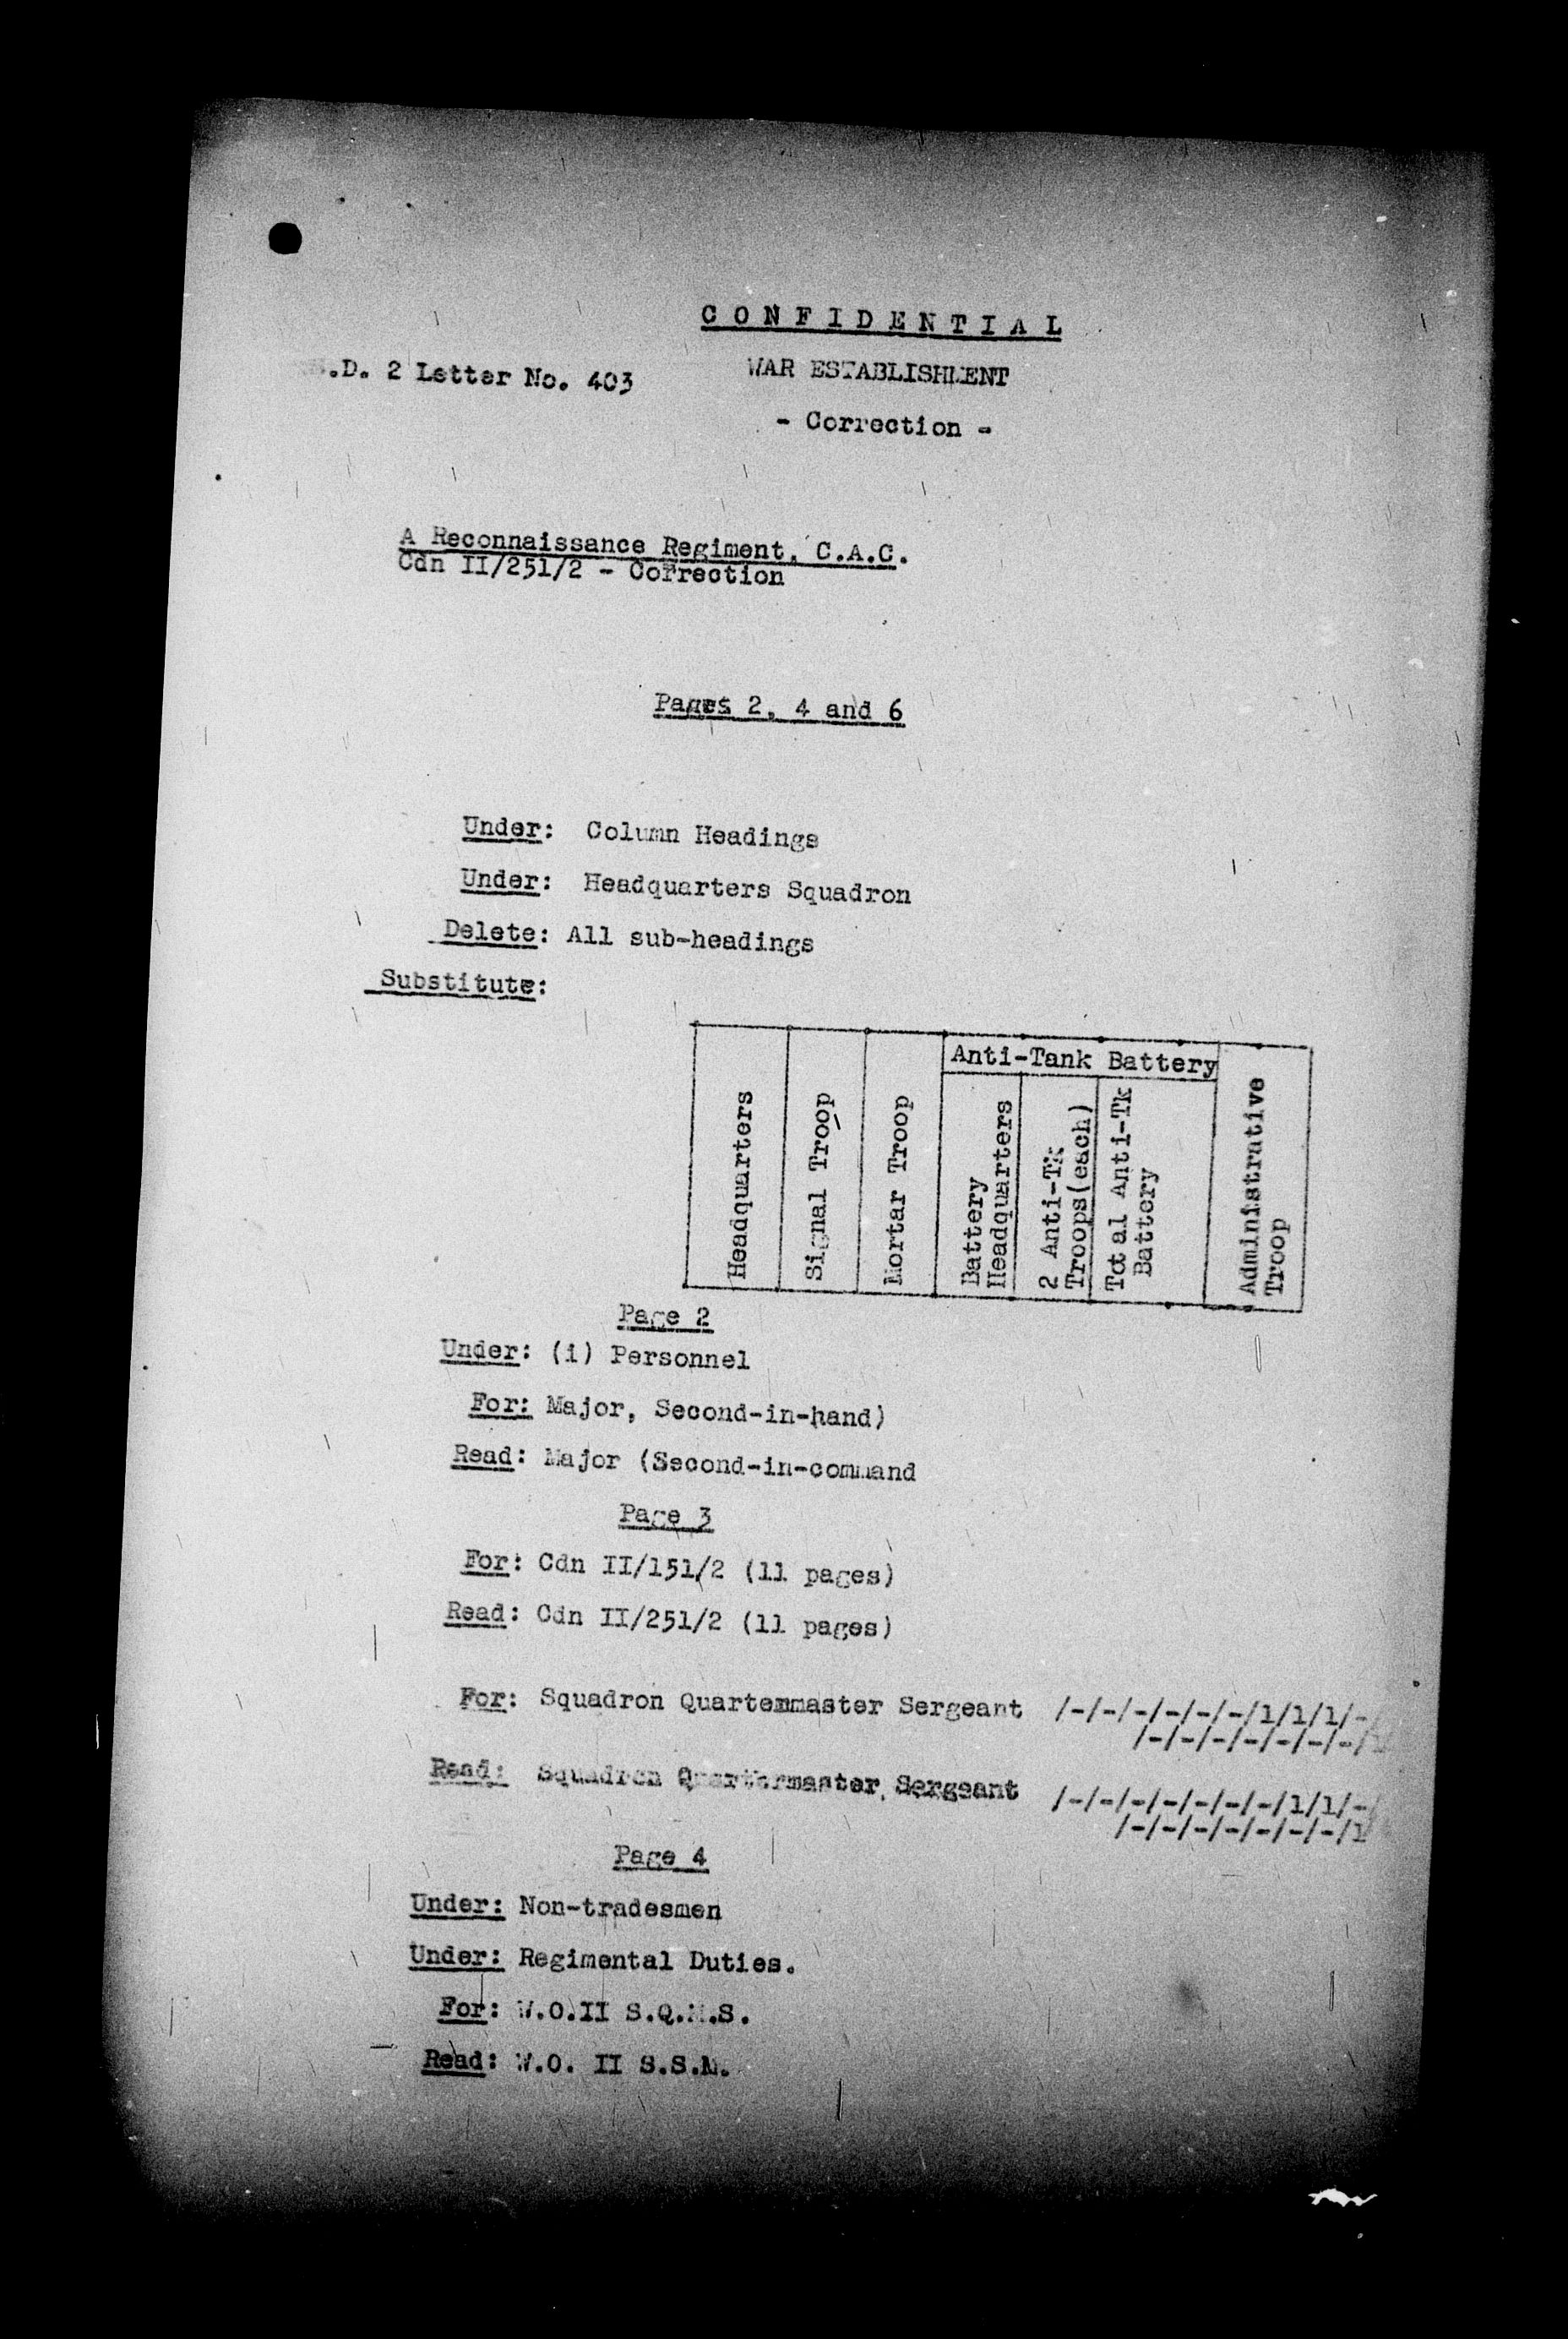 CONFIDENTIAL
.D. 2 Letter No. 403
WAR ESTABLISHMENT
- Correction -
A Reconnaissance Regiment, C.A.C.
Cdn II/251/2 - Correction
Pages 2, 4 and 6
Under: Column Headings
Under: Headquarters Squadron
Delete: All sub-headings
Substitute:
Headquarters
Signal Troop
Mortar Troop
Anti-Tank Battery
Battery
Headquarters
2 Anti-Tk
Troops(each)
Total Anti-Tk
Battery
Administrative
Troop
Page 2
Under: (i) Personnel
For: Major, Second-in-hand)
Read: Major (Second-in-command
Page 3
For: Cdn II/151/2 (11 pages)
Read: Cdn II/251/2 (11 pages)
For: Squadron Quartemmaster Sergeant /-/-/-/-/-/-/1/1/1/-/
/-/-/-/-/-/-/-/1
Read: Squadron Quartermaster Sergeant /-/-/-/-/-/-/-/1/1/-/
/-/-/-/-/-/-/-/1
Page 4
Under: Non-tradesmen
Under: Regimental Duties.
For: W.O.II S.Q.M.S.
Read: W.O. II S.S.M.